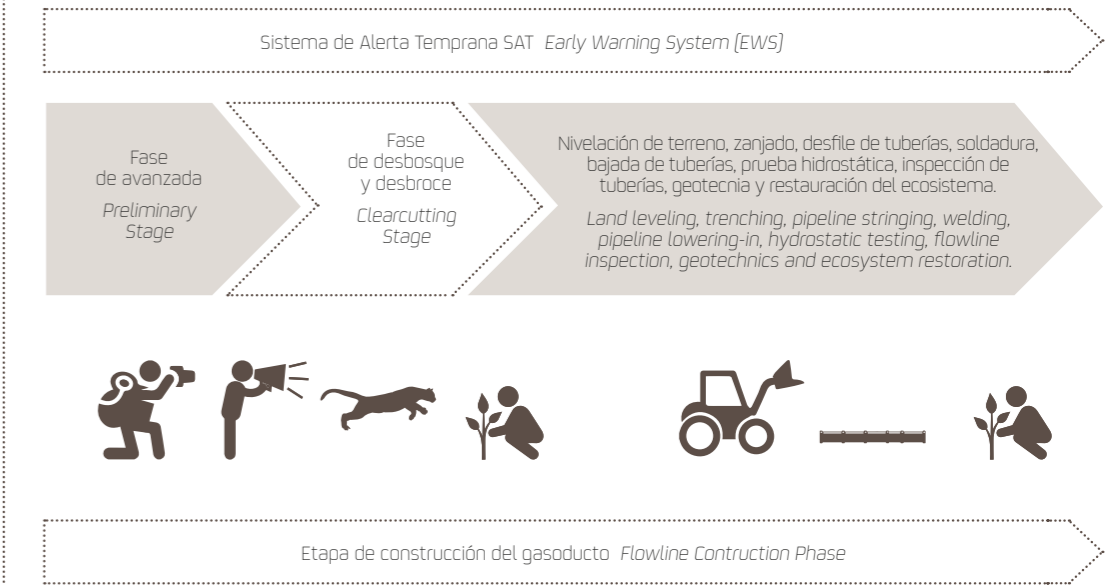 Sistema de Alerta Temprana SAT Early Warning System (EWS)
Fase
de avanzada
Preliminary
Stage
Fase
de desbosque
y desbroce
Clearcutting
Stage
Nivelación de terreno, zanjado, desfile de tuberías, soldadura,
bajada de tuberías, prueba hidrostática, inspección de
tuberías, geotecnia y restauración del ecosistema.
Land leveling, trenching, pipeline stringing, welding,
pipeline lowering-in, hydrostatic testing, flowline
inspection, geotechnics and ecosystem restoration.
Etapa de construcción del gasoducto Flowline Contruction Phase